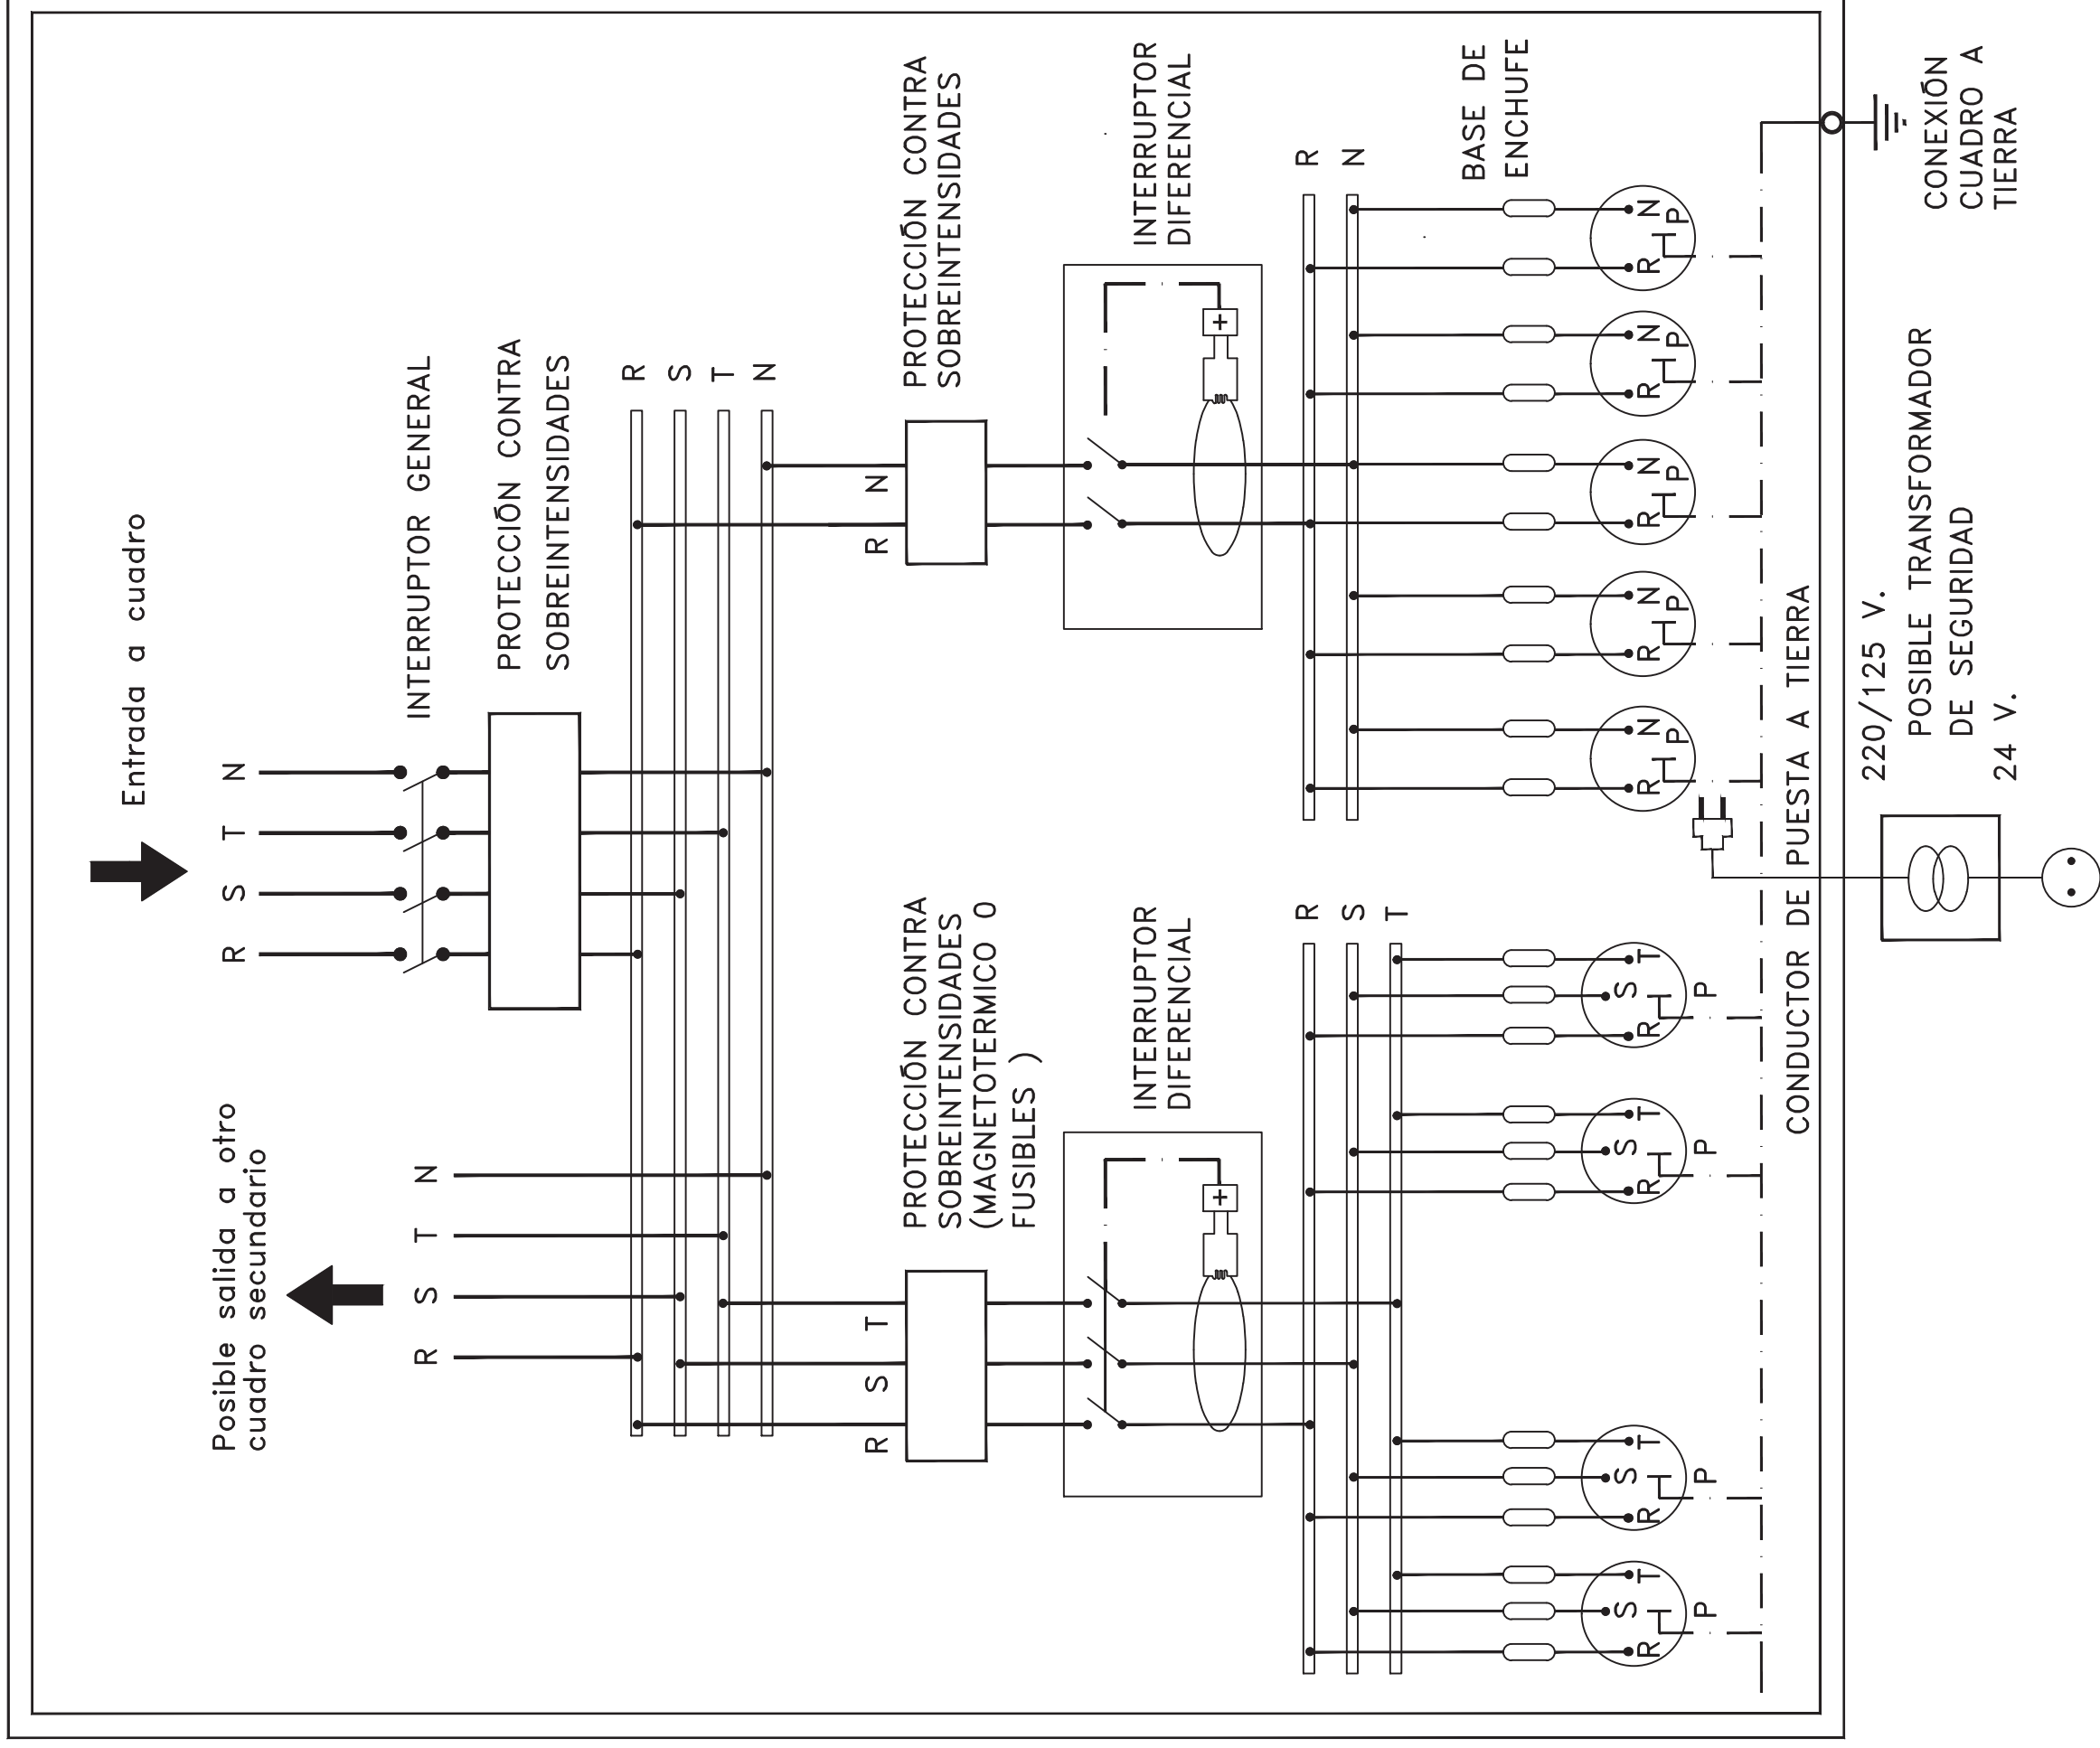 Entrada a cuadro
R S T N
INTERRUPTOR GENERAL
PROTECCIÓN CONTRA
SOBREINTENSIDADES
Posible salida a otro
cuadro secundario
R S T N
R
S
T
N
PROTECCIÓN CONTRA
SOBREINTENSIDADES
(MAGNETOTERMICO O
FUSIBLES )
R S T
INTERRUPTOR
DIFERENCIAL
+
R
S
T
PROTECCIÓN CONTRA
SOBREINTENSIDADES
R N
INTERRUPTOR
DIFERENCIAL
+
R
N
BASE DE
ENCHUFE
R S T P
R S T P
R S T P
R S T P
R N P
R N P
R N P
R N P
R N P
CONDUCTOR DE PUESTA A TIERRA
220/125 V.
POSIBLE TRANSFORMADOR
DE SEGURIDAD
24 V.
CONEXIÓN
CUADRO A
TIERRA